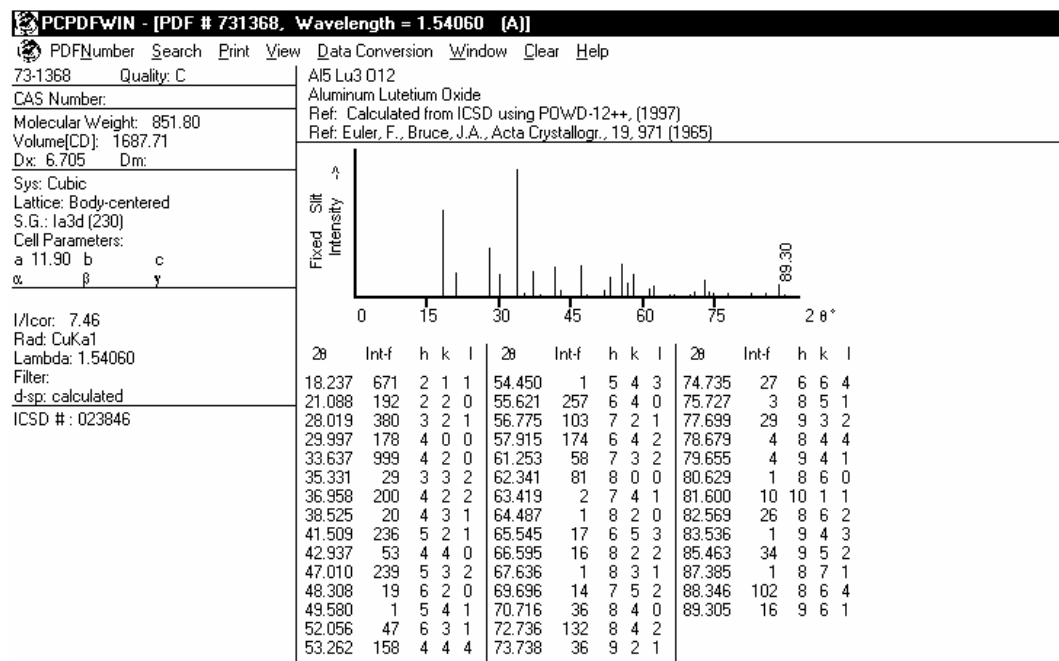 PCPDFWIN - [PDF # 731368, Wavelength = 1.54060 (A)]
PDFNumber Search Print View Data Conversion Window Clear Help
73-1368 Quality: C
CAS Number:
Molecular Weight: 851.80
Volume[CD]: 1687.71
Dx: 6.705 Dm:
Sys: Cubic
Lattice: Body-centered
S.G.: Ia3d (230)
Cell Parameters:
a 11.90 b c
α β γ
I/Icor: 7.46
Rad: CuKa1
Lambda: 1.54060
Filter:
d-sp: calculated
ICSD # : 023846
Al5 Lu3 O12
Aluminum Lutetium Oxide
Ref: Calculated from ICSD using POWD-12++, (1997)
Ref: Euler, F., Bruce, J.A., Acta Crystallogr., 19, 971 (1965)
Fixed Slit
Intensity ->
89.30
0 15 30 45 60 75 2 θ°
2θ Int-f h k l 2θ Int-f h k l 2θ Int-f h k l
18.237 671 2 1 1 54.450 1 5 4 3 74.735 27 6 6 4
21.088 192 2 2 0 55.621 257 6 4 0 75.727 3 8 5 1
28.019 380 3 2 1 56.775 103 7 2 1 77.699 29 9 3 2
29.997 178 4 0 0 57.915 174 6 4 2 78.679 4 8 4 4
33.637 999 4 2 0 61.253 58 7 3 2 79.655 4 9 4 1
35.331 29 3 3 2 62.341 81 8 0 0 80.629 1 8 6 0
36.958 200 4 2 2 63.419 2 7 4 1 81.600 10 10 1 1
38.525 20 4 3 1 64.487 1 8 2 0 82.569 26 8 6 2
41.509 236 5 2 1 65.545 17 6 5 3 83.536 1 9 4 3
42.937 53 4 4 0 66.595 16 8 2 2 85.463 34 9 5 2
47.010 239 5 3 2 67.636 1 8 3 1 87.385 1 8 7 1
48.308 19 6 2 0 69.696 14 7 5 2 88.346 102 8 6 4
49.580 1 5 4 1 70.716 36 8 4 0 89.305 16 9 6 1
52.056 47 6 3 1 72.736 132 8 4 2
53.262 158 4 4 4 73.738 36 9 2 1